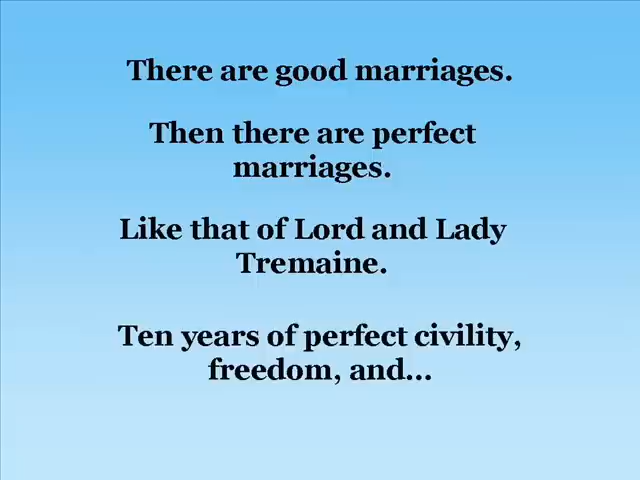 There are good marriages.
Then there are perfect
marriages.
Like that of Lord and Lady
Tremaine.
Ten years of perfect civility,
freedom, and...